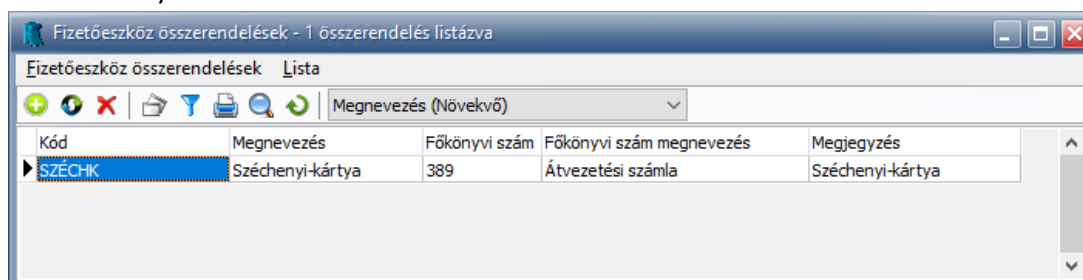 Fizetőeszköz összerendelések - 1 összerendelés listázva
Fizetőeszköz összerendelések Lista
Megnevezés (Növekvő)
Kód Megnevezés Főkönyvi szám Főkönyvi szám megnevezés Megjegyzés
SZÉCHK Széchenyi-kártya 389 Átvezetési számla Széchenyi-kártya